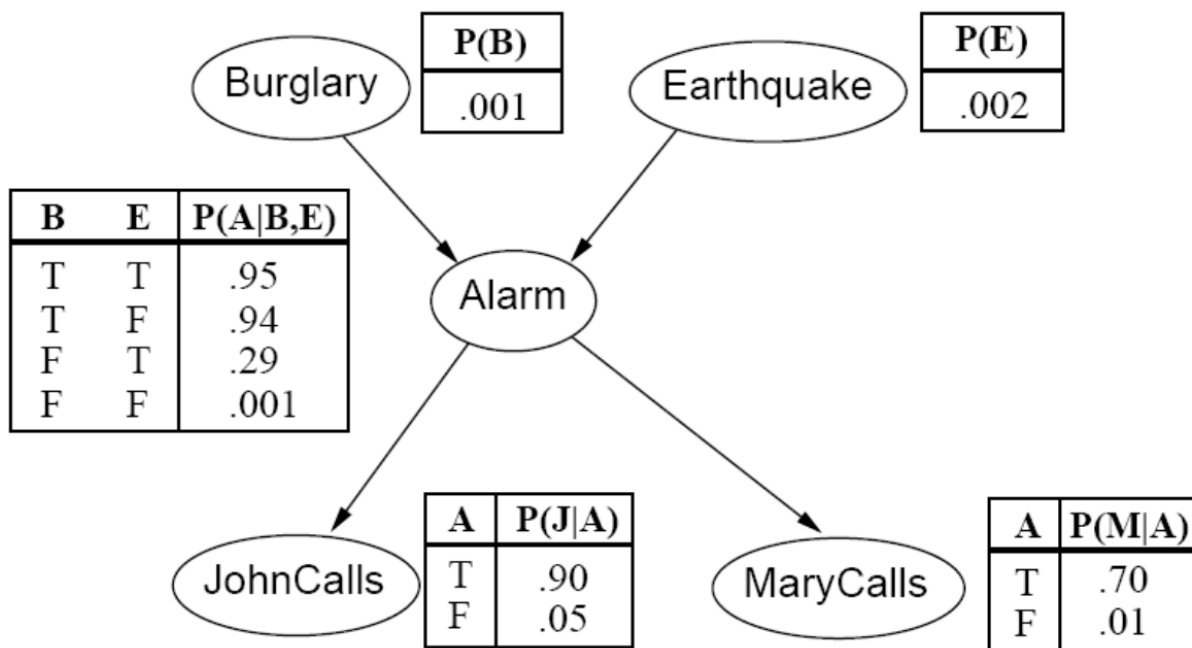 Burglary
P(B)
.001
Earthquake
P(E)
.002
B E P(A|B,E)
T T .95
T F .94
F T .29
F F .001
Alarm
JohnCalls
A P(J|A)
T .90
F .05
MaryCalls
A P(M|A)
T .70
F .01